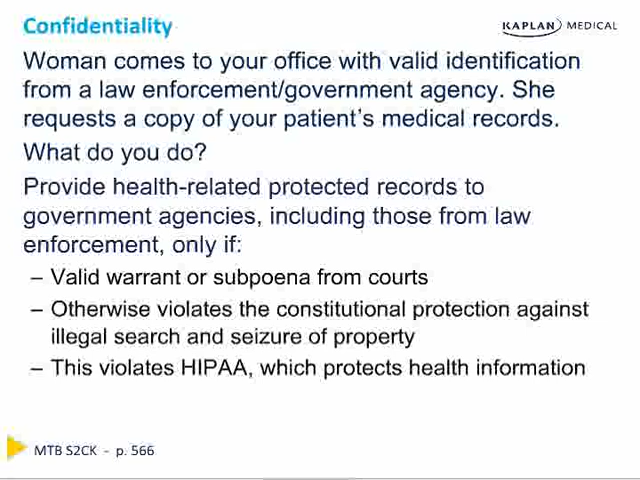 Confidentiality
KAPLAN MEDICAL
Woman comes to your office with valid identification
from a law enforcement/government agency. She
requests a copy of your patient's medical records.
What do you do?
Provide health-related protected records to
government agencies, including those from law
enforcement, only if:
– Valid warrant or subpoena from courts
– Otherwise violates the constitutional protection against
illegal search and seizure of property
– This violates HIPAA, which protects health information
MTB S2CK - p. 566